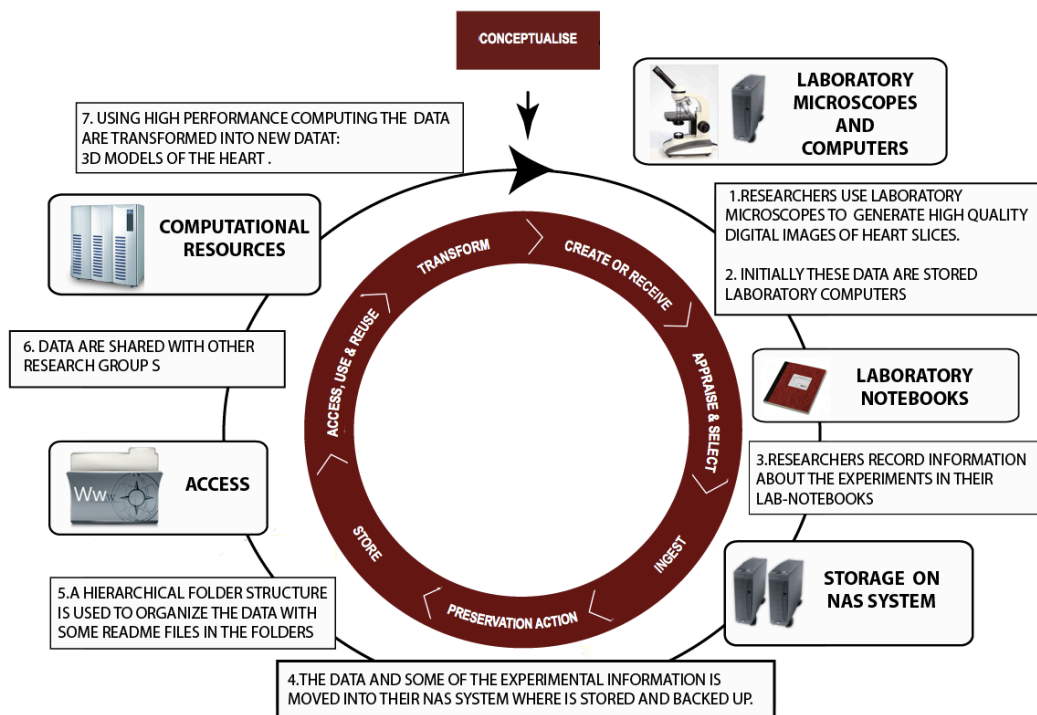 CONCEPTUALISE
LABORATORY
MICROSCOPES
AND
COMPUTERS
7. USING HIGH PERFORMANCE COMPUTING THE DATA
ARE TRANSFORMED INTO NEW DATAT:
3D MODELS OF THE HEART .
1.RESEARCHERS USE LABORATORY
MICROSCOPES TO GENERATE HIGH QUALITY
DIGITAL IMAGES OF HEART SLICES.
2. INITIALLY THESE DATA ARE STORED
LABORATORY COMPUTERS
COMPUTATIONAL
RESOURCES
TRANSFORM
CREATE OR RECEIVE
6. DATA ARE SHARED WITH OTHER
RESEARCH GROUP S
ACCESS, USE & REUSE
APPRAISE & SELECT
LABORATORY
NOTEBOOKS
3.RESEARCHERS RECORD INFORMATION
ABOUT THE EXPERIMENTS IN THEIR
LAB-NOTEBOOKS
Www
ACCESS
STORE
INGEST
PRESERVATION ACTION
STORAGE ON
NAS SYSTEM
5.A HIERARCHICAL FOLDER STRUCTURE
IS USED TO ORGANIZE THE DATA WITH
SOME README FILES IN THE FOLDERS
4.THE DATA AND SOME OF THE EXPERIMENTAL INFORMATION IS
MOVED INTO THEIR NAS SYSTEM WHERE IS STORED AND BACKED UP.